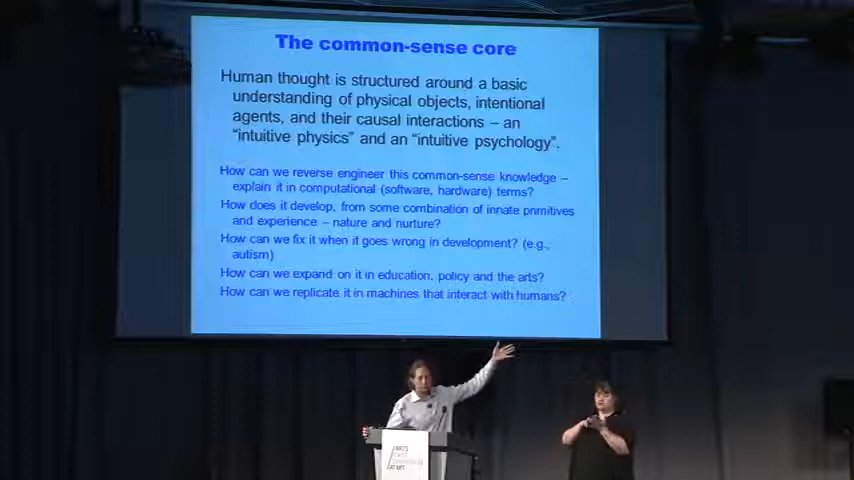 The common-sense core
Human thought is structured around a basic
understanding of physical objects, intentional
agents, and their causal interactions – an
“intuitive physics” and an “intuitive psychology”.
How can we reverse engineer this common-sense knowledge –
explain it in computational (software, hardware) terms?
How does it develop, from some combination of innate primitives
and experience – nature and nurture?
How can we fix it when it goes wrong in development? (e.g.,
autism)
How can we expand on it in education, policy and the arts?
How can we replicate it in machines that interact with humans?
ARTS
AT MIT